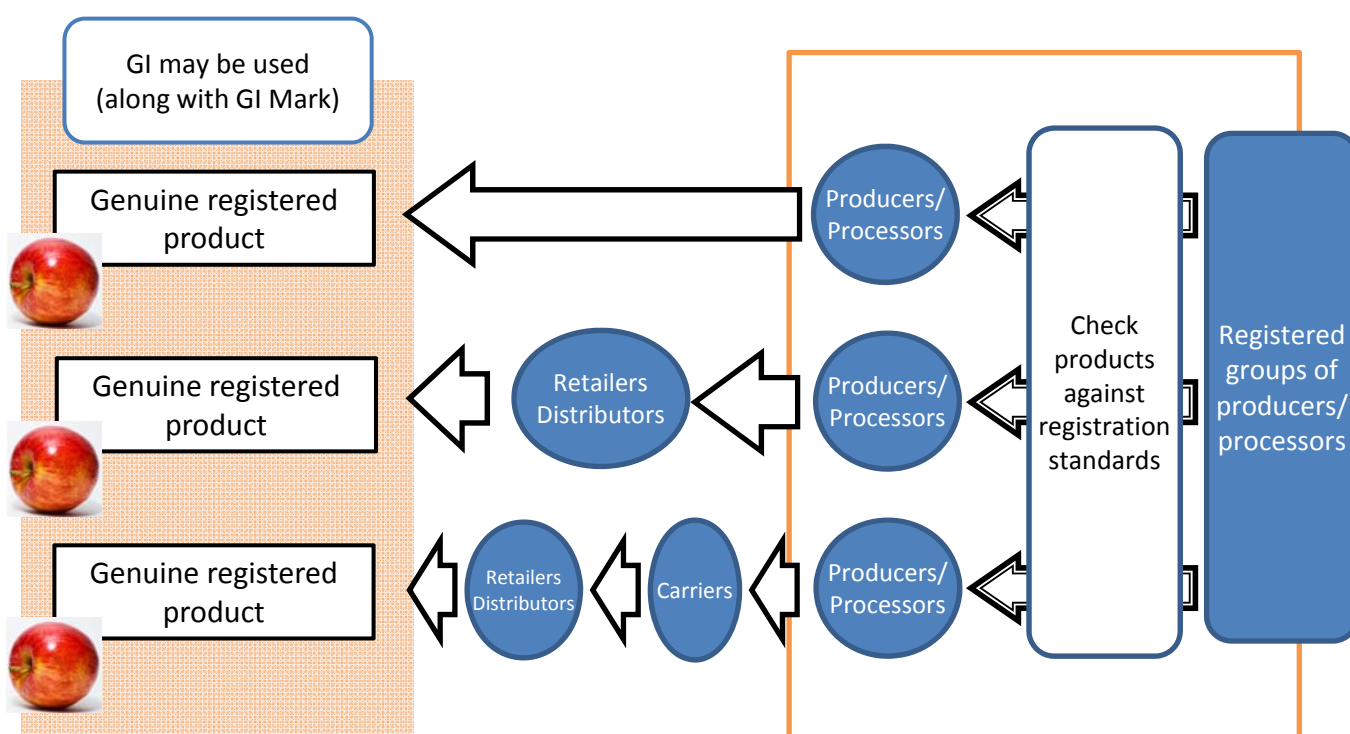 GI may be used
(along with GI Mark)
Genuine registered
product
Producers/
Processors
Genuine registered
product
Retailers
Distributors
Producers/
Processors
Genuine registered
product
Retailers
Distributors
Carriers
Producers/
Processors
Check
products
against
registration
standards
Registered
groups of
producers/
processors